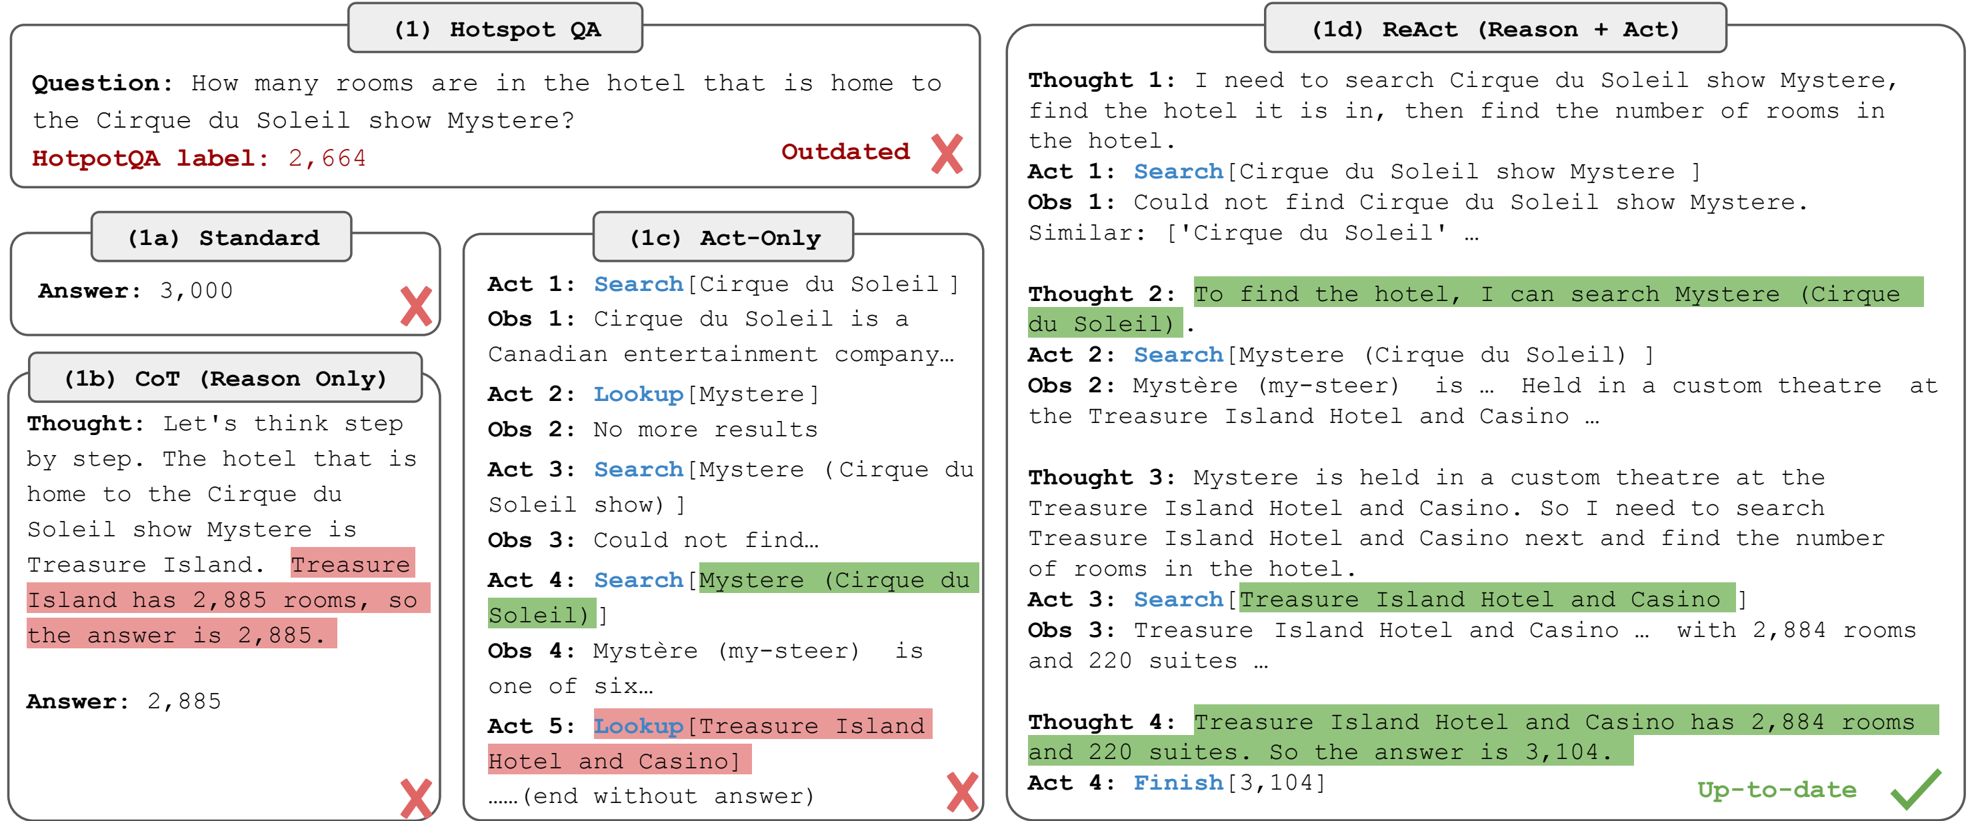 (1) Hotspot QA
Question: How many rooms are in the hotel that is home to
the Cirque du Soleil show Mystere?
HotpotQA label: 2,664
Outdated
(1a) Standard
Answer: 3,000
(1b) CoT (Reason Only)
Thought: Let's think step
by step. The hotel that is
home to the Cirque du
Soleil show Mystere is
Treasure Island. Treasure
Island has 2,885 rooms, so
the answer is 2,885.
Answer: 2,885
(1c) Act-Only
Act 1: Search[Cirque du Soleil ]
Obs 1: Cirque du Soleil is a
Canadian entertainment company…
Act 2: Lookup[Mystere]
Obs 2: No more results
Act 3: Search[Mystere (Cirque du
Soleil show) ]
Obs 3: Could not find…
Act 4: Search[Mystere (Cirque du
Soleil)]
Obs 4: Mystère (my-steer) is
one of six…
Act 5: Lookup[Treasure Island
Hotel and Casino]
……(end without answer)
(1d) ReAct (Reason + Act)
Thought 1: I need to search Cirque du Soleil show Mystere,
find the hotel it is in, then find the number of rooms in
the hotel.
Act 1: Search[Cirque du Soleil show Mystere ]
Obs 1: Could not find Cirque du Soleil show Mystere.
Similar: ['Cirque du Soleil' …
Thought 2: To find the hotel, I can search Mystere (Cirque
du Soleil).
Act 2: Search[Mystere (Cirque du Soleil) ]
Obs 2: Mystère (my-steer) is … Held in a custom theatre at
the Treasure Island Hotel and Casino …
Thought 3: Mystere is held in a custom theatre at the
Treasure Island Hotel and Casino. So I need to search
Treasure Island Hotel and Casino next and find the number
of rooms in the hotel.
Act 3: Search[Treasure Island Hotel and Casino ]
Obs 3: Treasure Island Hotel and Casino … with 2,884 rooms
and 220 suites …
Thought 4: Treasure Island Hotel and Casino has 2,884 rooms
and 220 suites. So the answer is 3,104.
Act 4: Finish[3,104]
Up-to-date